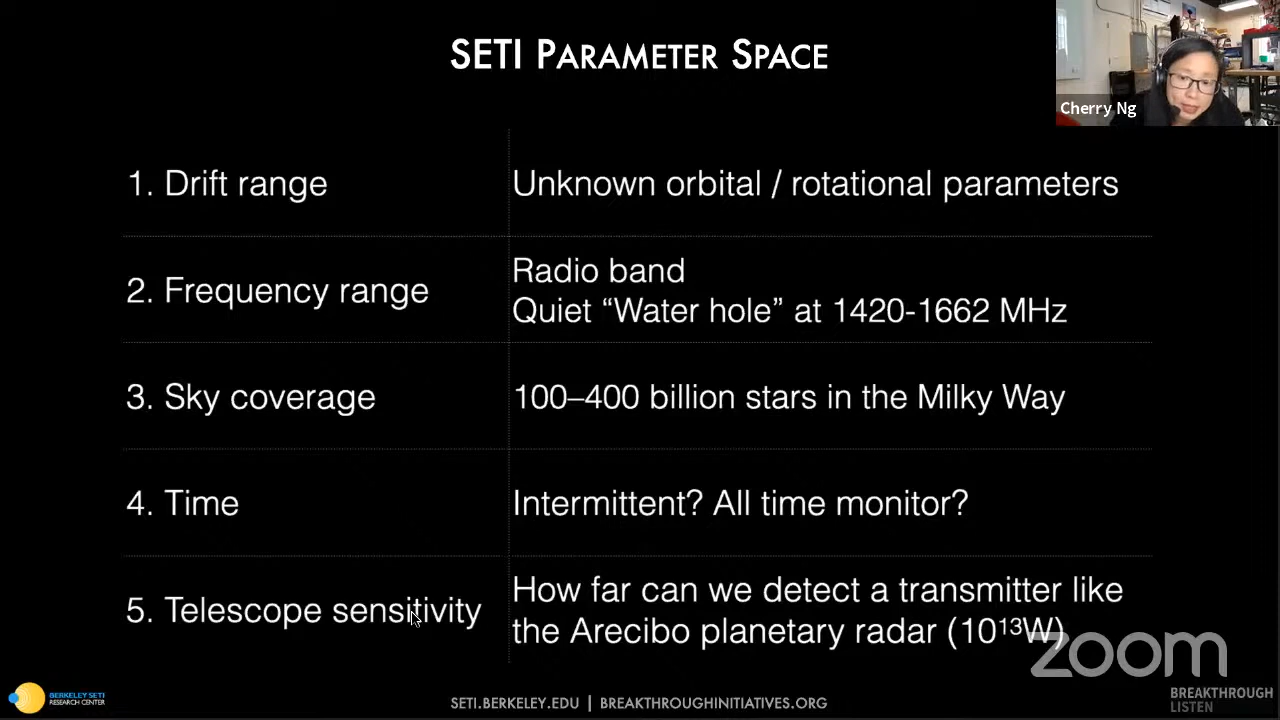 SETI PARAMETER SPACE
Cherry Ng
1. Drift range
Unknown orbital / rotational parameters
2. Frequency range
Radio band
Quiet “Water hole” at 1420-1662 MHz
3. Sky coverage
100–400 billion stars in the Milky Way
4. Time
Intermittent? All time monitor?
5. Telescope sensitivity
How far can we detect a transmitter like
the Arecibo planetary radar (10¹³W)
zoom
BERKELEY SETI
RESEARCH CENTER
SETI.BERKELEY.EDU | BREAKTHROUGHINITIATIVES.ORG
BREAKTHROUGH
LISTEN